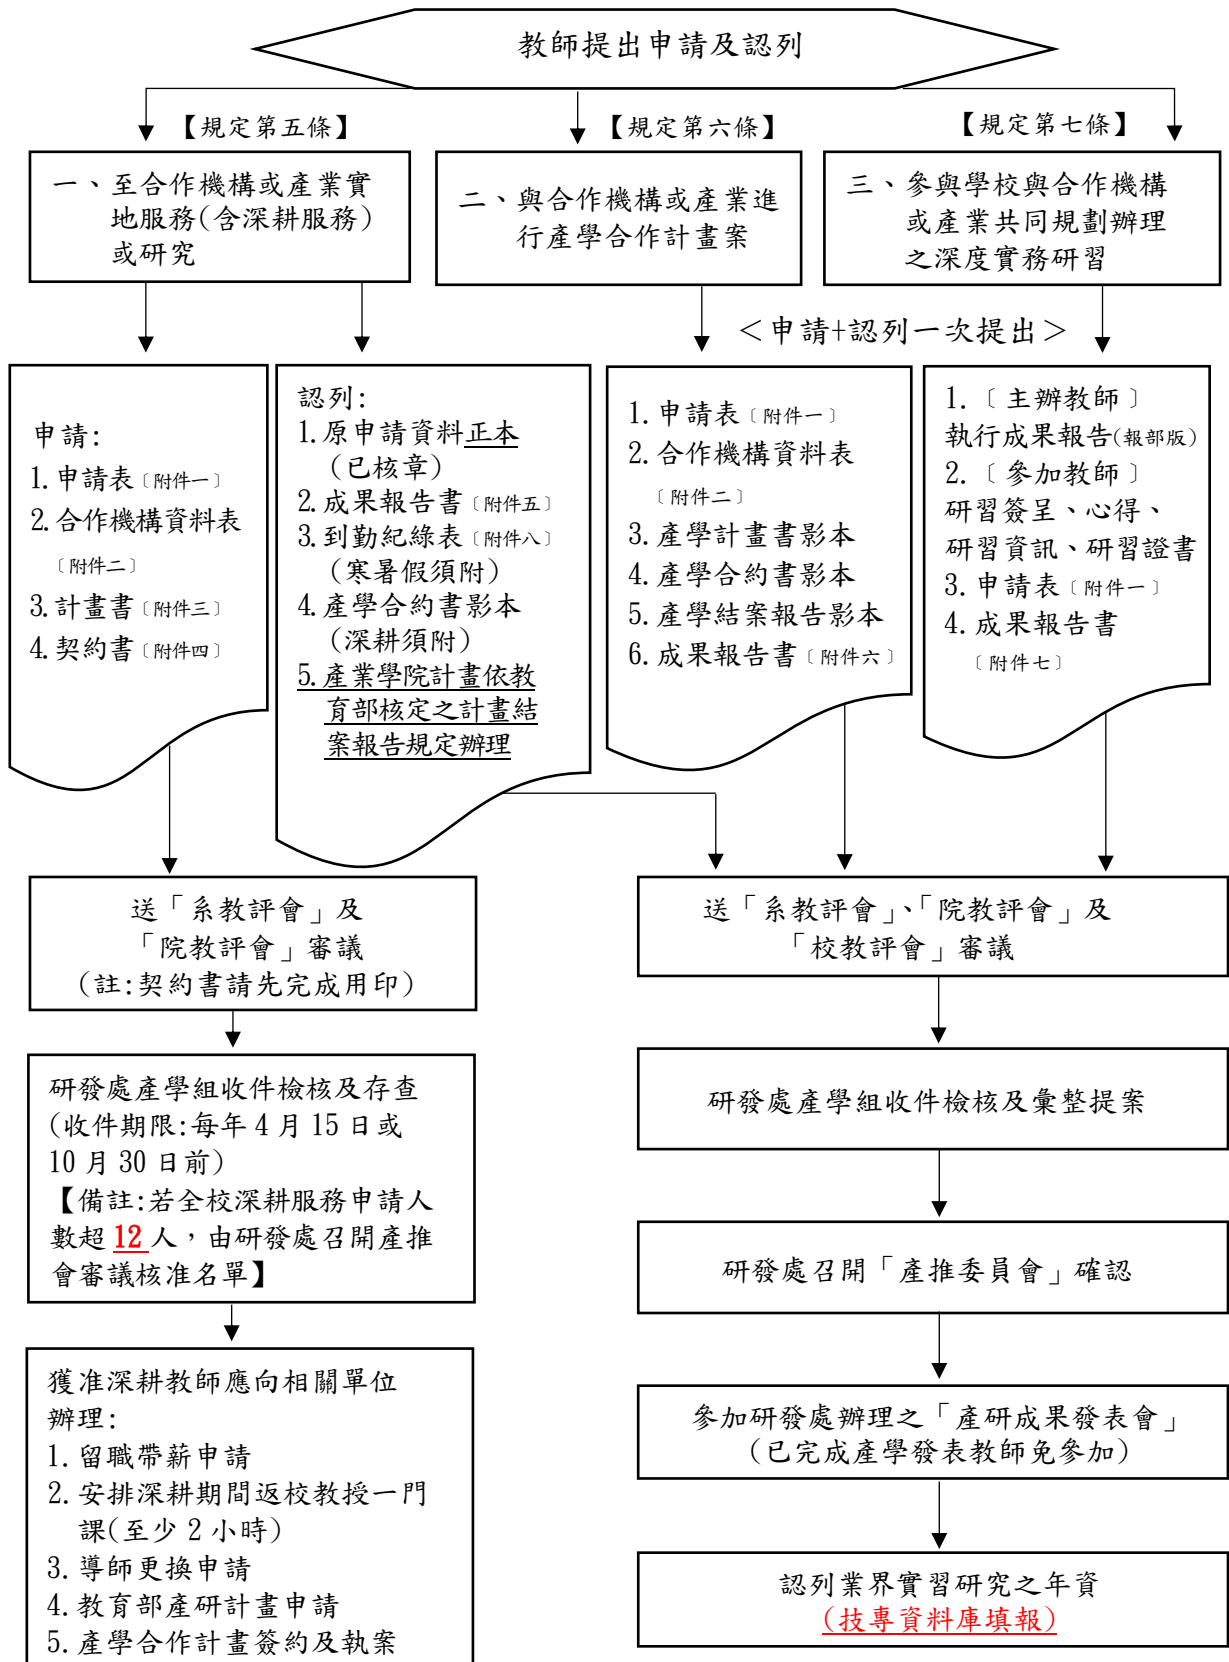 教師提出申請及認列
【規定第五條】
【規定第六條】
【規定第七條】
一、至合作機構或產業實
地服務(含深耕服務)
或研究
二、與合作機構或產業進
行產學合作計畫案
三、參與學校與合作機構
或產業共同規劃辦理
之深度實務研習
＜申請+認列一次提出＞
申請:
1.申請表〔附件一〕
2.合作機構資料表
〔附件二〕
3.計畫書〔附件三〕
4.契約書〔附件四〕
認列:
1.原申請資料正本
(已核章)
2.成果報告書〔附件五〕
3.到勤紀錄表〔附件八〕
(寒暑假須附)
4.產學合約書影本
(深耕須附)
5.產業學院計畫依教
育部核定之計畫結
案報告規定辦理
1.申請表〔附件一〕
2.合作機構資料表
〔附件二〕
3.產學計畫書影本
4.產學合約書影本
5.產學結案報告影本
6.成果報告書〔附件六〕
1.〔主辦教師〕
執行成果報告(報部版)
2.〔參加教師〕
研習簽呈、心得、
研習資訊、研習證書
3.申請表〔附件一〕
4.成果報告書
〔附件七〕
送「系教評會」及
「院教評會」審議
(註:契約書請先完成用印)
研發處產學組收件檢核及存查
(收件期限:每年 4 月 15 日或
10 月 30 日前)
【備註:若全校深耕服務申請人
數超 12 人，由研發處召開產推
會審議核准名單】
獲准深耕教師應向相關單位
辦理:
1.留職帶薪申請
2.安排深耕期間返校教授一門
課(至少 2 小時)
3.導師更換申請
4.教育部產研計畫申請
5.產學合作計畫簽約及執案
送「系教評會」、「院教評會」及
「校教評會」審議
研發處產學組收件檢核及彙整提案
研發處召開「產推委員會」確認
參加研發處辦理之「產研成果發表會」
(已完成產學發表教師免參加)
認列業界實習研究之年資
(技專資料庫填報)